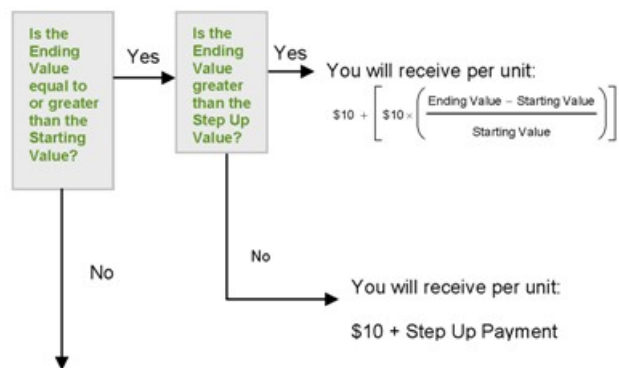 Is the
Ending
Value
equal to
or greater
than the
Starting
Value?
Yes
Is the
Ending
Value
greater
than the
Step Up
Value?
Yes
You will receive per unit:
$10 + [ $10 × ( Ending Value – Starting Value
Starting Value ) ]
No
No
You will receive per unit:
$10 + Step Up Payment